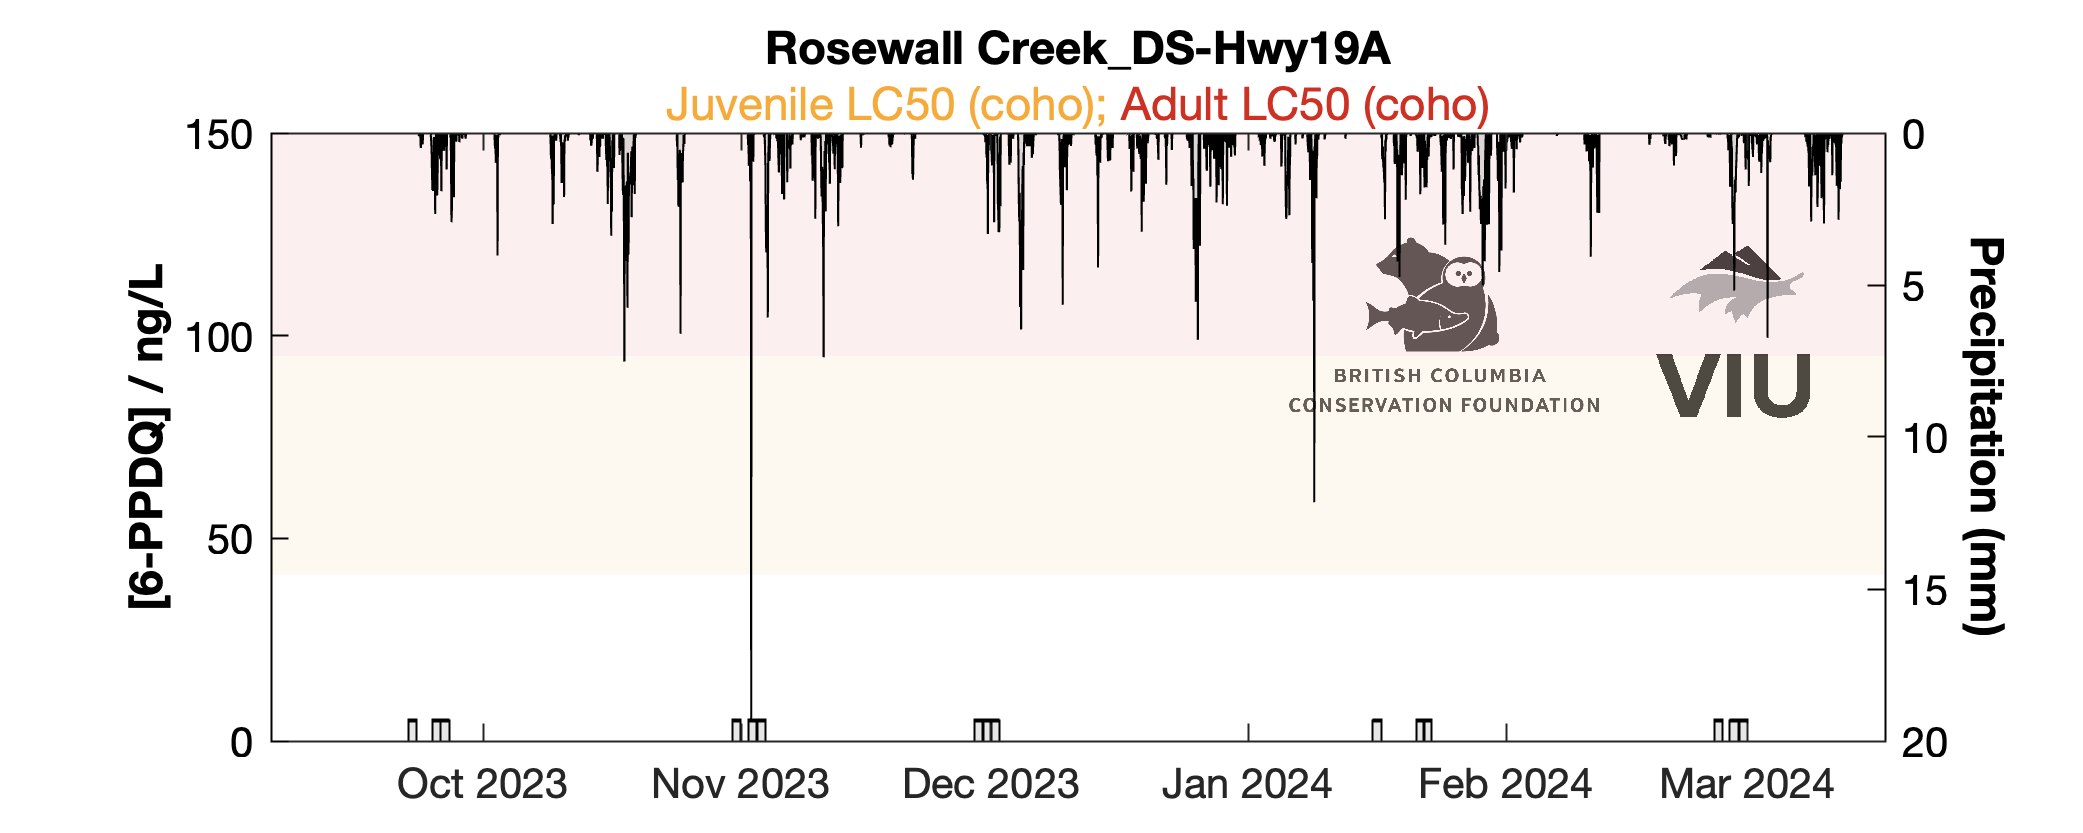 Rosewall Creek_DS-Hwy19A
Juvenile LC50 (coho); Adult LC50 (coho)
[6-PPDQ] / ng/L
150
100
50
0
Precipitation (mm)
0
5
10
15
20
BRITISH COLUMBIA
CONSERVATION FOUNDATION
VIU
Oct 2023
Nov 2023
Dec 2023
Jan 2024
Feb 2024
Mar 2024